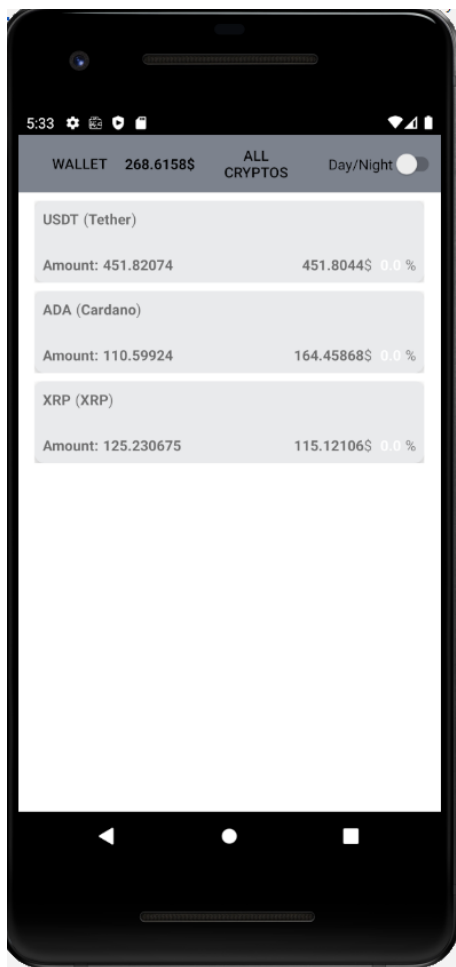 5:33
WALLET 268.6158$ ALL CRYPTOS Day/Night
USDT (Tether)
Amount: 451.82074 451.8044$ 0.0 %
ADA (Cardano)
Amount: 110.59924 164.45868$ 0.0 %
XRP (XRP)
Amount: 125.230675 115.12106$ 0.0 %